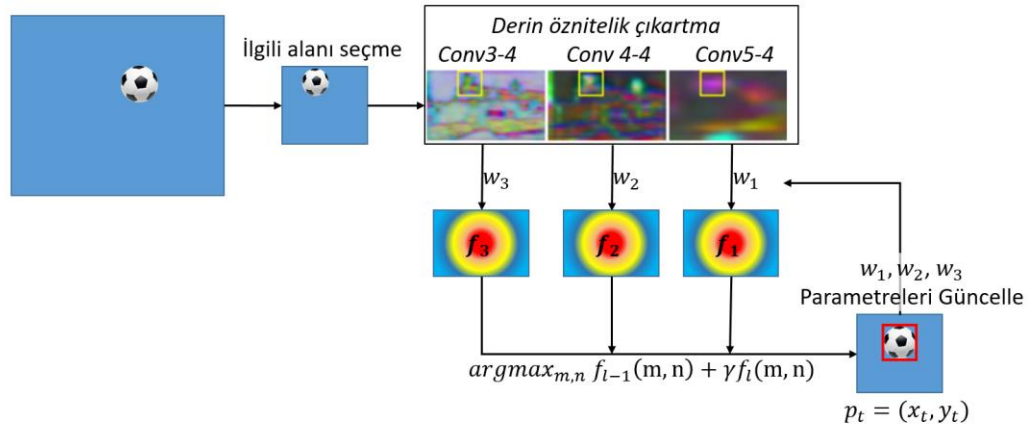 Derin öznitelik çıkartma
İlgili alanı seçme
Conv3-4 Conv 4-4 Conv5-4
w₃ w₂ w₁
f₃ f₂ f₁
w₁, w₂, w₃
Parametreleri Güncelle
argmaxₘ,ₙ fₗ₋₁(m, n) + γfₗ(m, n)
pₜ = (xₜ, yₜ)